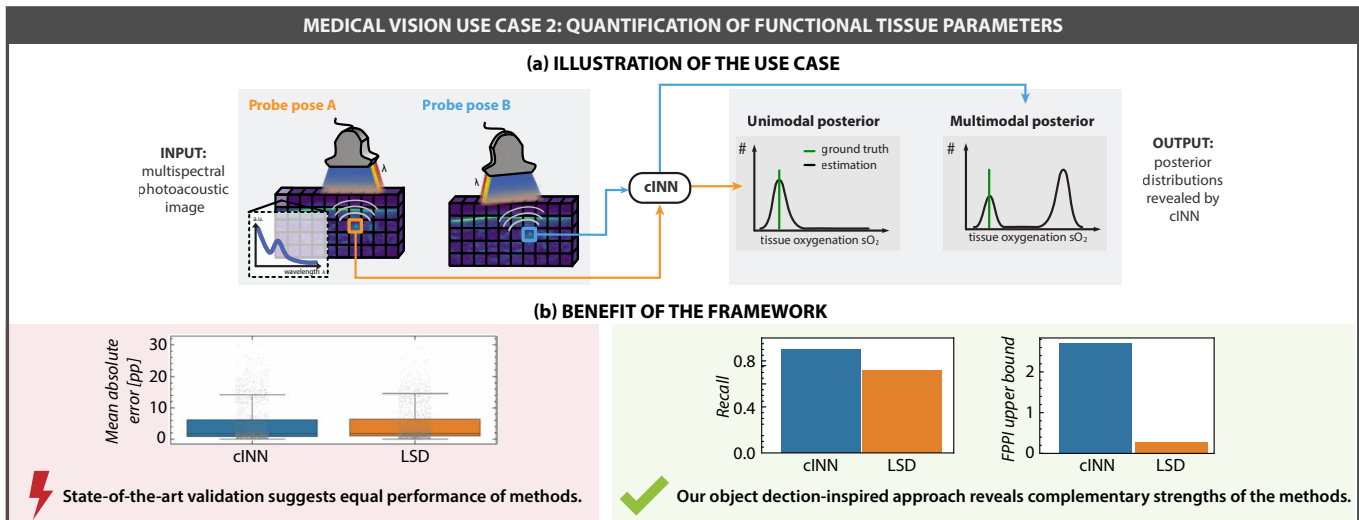 MEDICAL VISION USE CASE 2: QUANTIFICATION OF FUNCTIONAL TISSUE PARAMETERS
(a) ILLUSTRATION OF THE USE CASE
INPUT:
multispectral
photoacoustic
image
Probe pose A
λ
a.u.
wavelength λ
Probe pose B
λ
cINN
Unimodal posterior
#
ground truth
estimation
tissue oxygenation sO₂
Multimodal posterior
#
tissue oxygenation sO₂
OUTPUT:
posterior
distributions
revealed by
cINN
(b) BENEFIT OF THE FRAMEWORK
Mean absolute
error [pp]
30
20
10
0
cINN
LSD
State-of-the-art validation suggests equal performance of methods.
Recall
0.8
0.4
0.0
cINN
LSD
FPPI upper bound
2
1
0
cINN
LSD
Our object dection-inspired approach reveals complementary strengths of the methods.